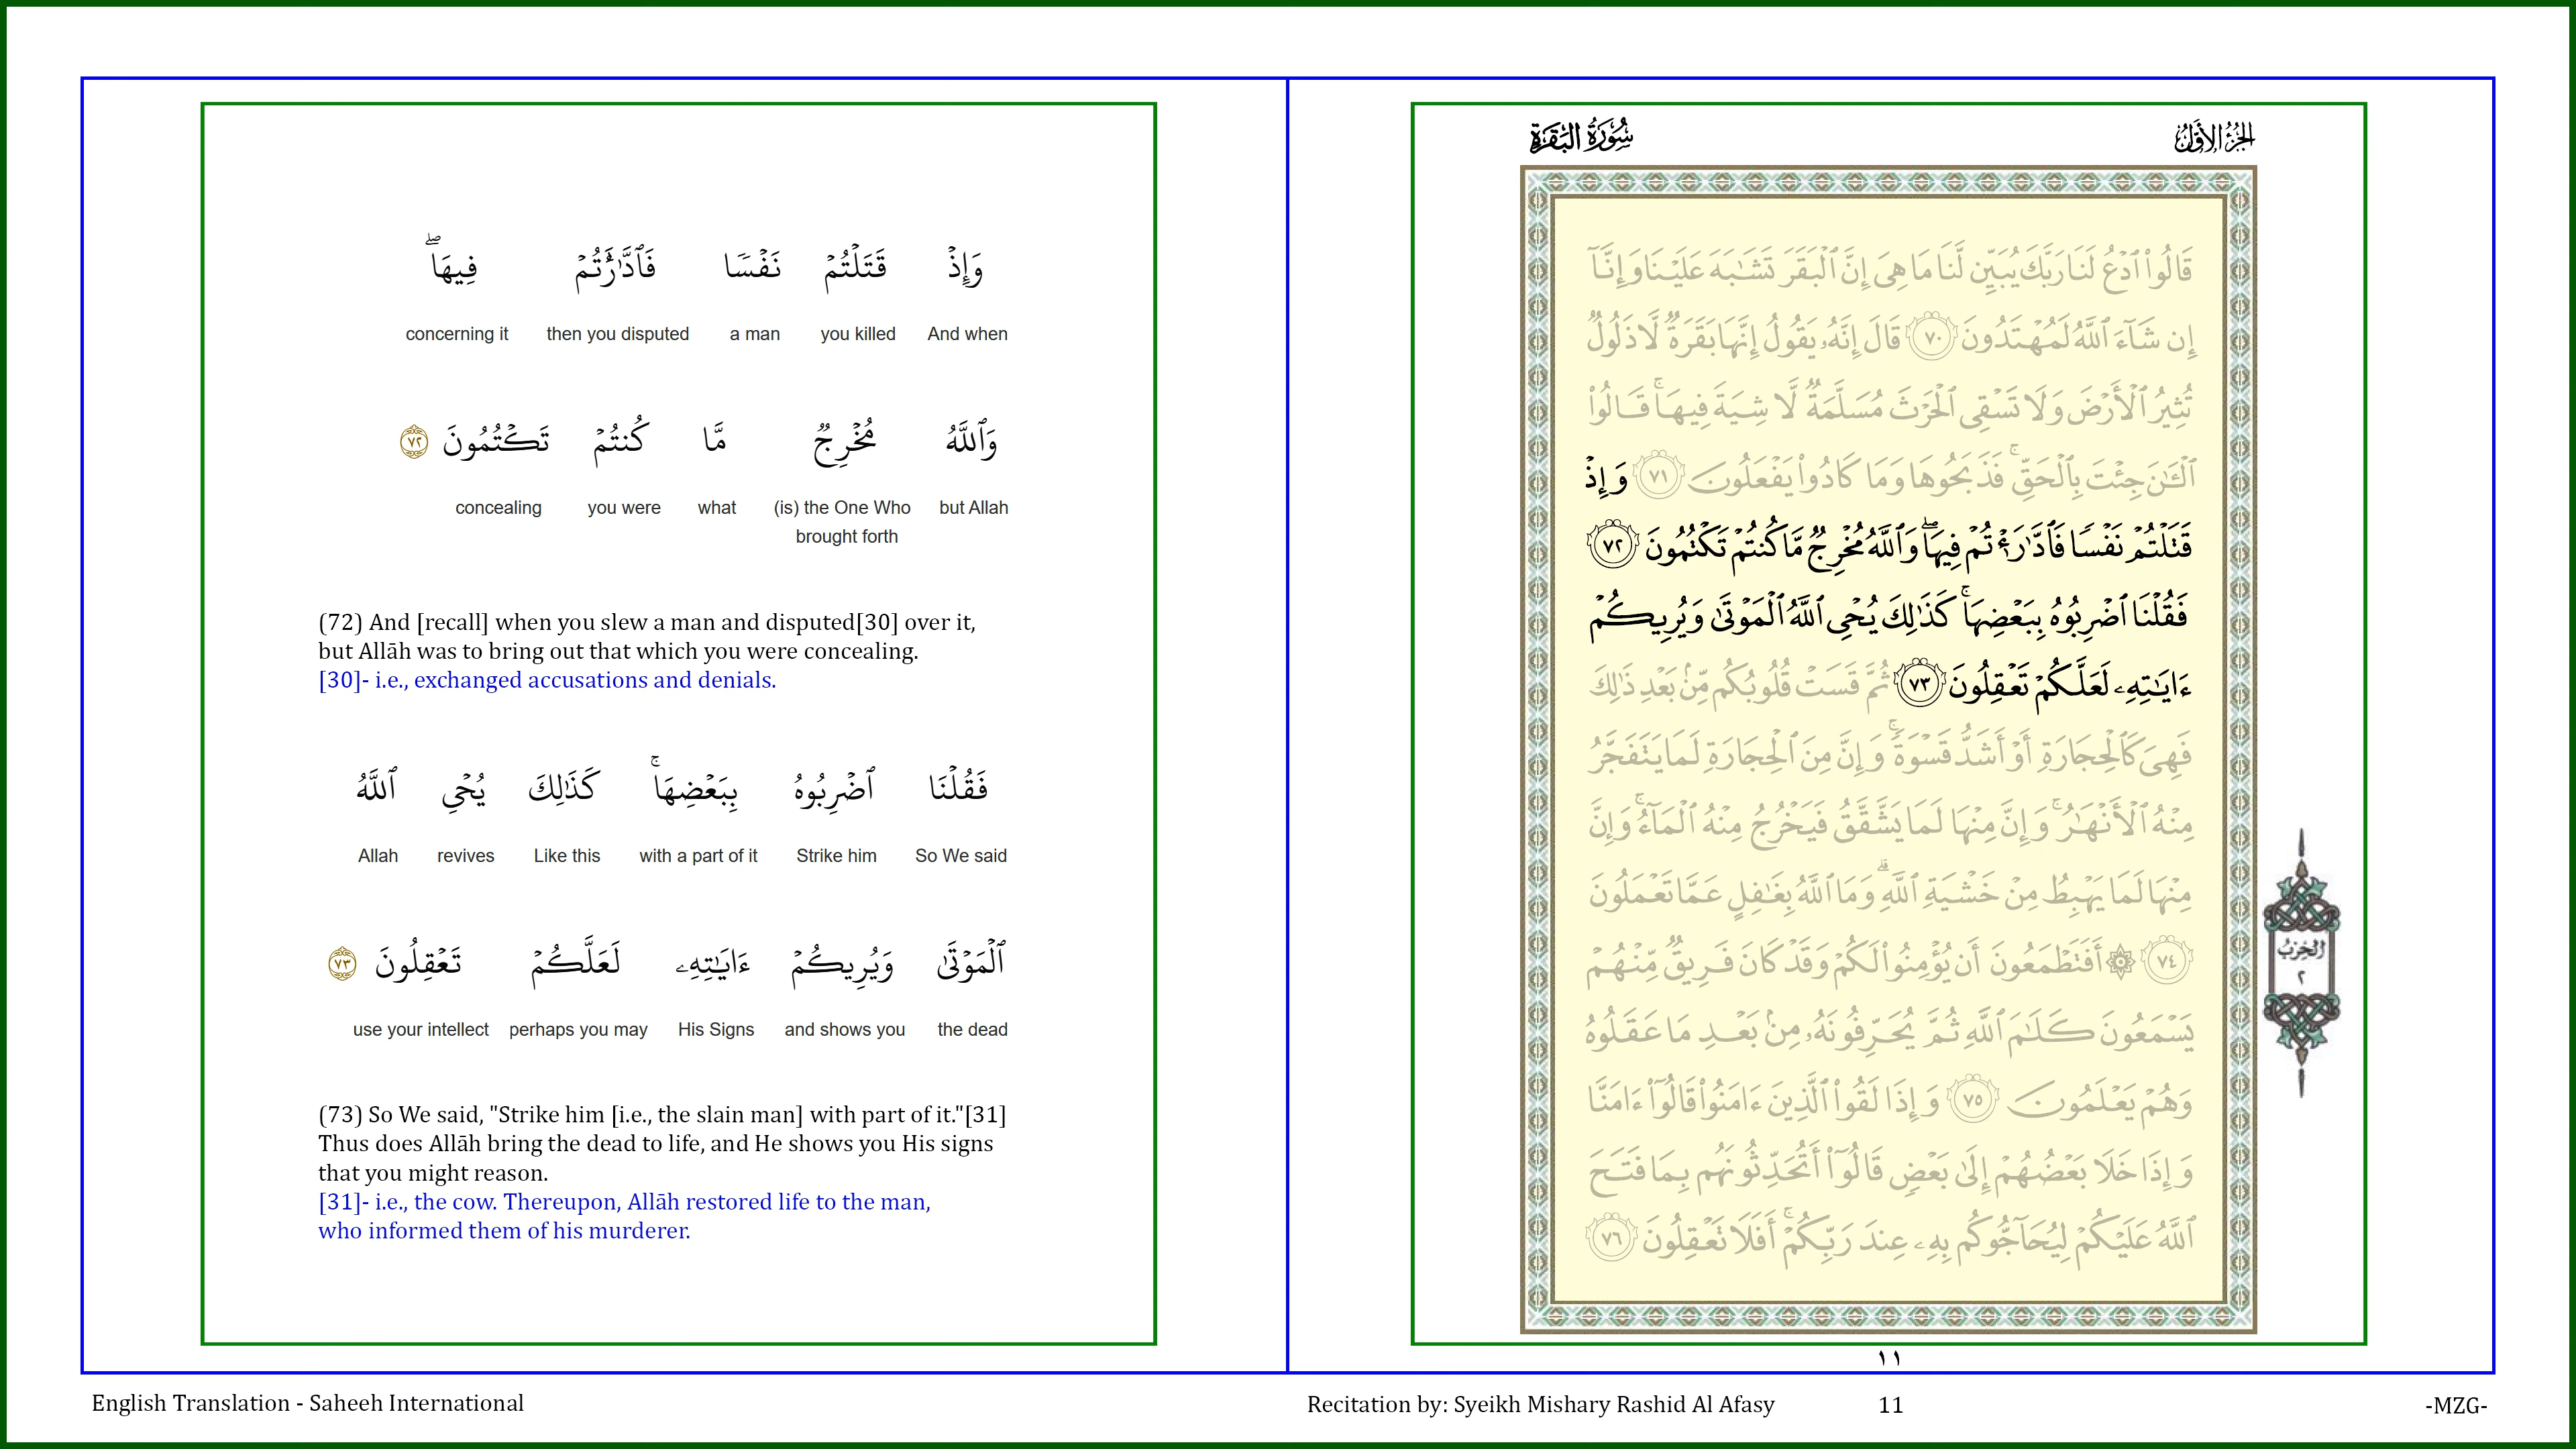 وَإِذۡ قَتَلۡتُمۡ نَفۡسٗا فَٱدَّٰرَٰٔتُمۡ فِيهَاۖ
And when you killed a man then you disputed concerning it
وَٱللَّهُ مُخۡرِجٞ مَّا كُنتُمۡ تَكۡتُمُونَ ٧٢
but Allah (is) the One Who brought forth what you were concealing
(72) And [recall] when you slew a man and disputed[30] over it,
but Allāh was to bring out that which you were concealing.
[30]- i.e., exchanged accusations and denials.
فَقُلۡنَا ٱضۡرِبُوهُ بِبَعۡضِهَاۚ كَذَٰلِكَ يُحۡيِ ٱللَّهُ
So We said Strike him with a part of it Like this revives Allah
ٱلۡمَوۡتَىٰ وَيُرِيكُمۡ ءَايَٰتِهِۦ لَعَلَّكُمۡ تَعۡقِلُونَ ٧٣
the dead and shows you His Signs perhaps you may use your intellect
(73) So We said, "Strike him [i.e., the slain man] with part of it."[31]
Thus does Allāh bring the dead to life, and He shows you His signs
that you might reason.
[31]- i.e., the cow. Thereupon, Allāh restored life to the man,
who informed them of his murderer.
الجُزْءُ الأَوَّلُ
سُورَةُ البَقَرَةِ
قَالُواْ ٱدۡعُ لَنَا رَبَّكَ يُبَيِّن لَّنَا مَا هِيَ إِنَّ ٱلۡبَقَرَ تَشَٰبَهَ عَلَيۡنَا وَإِنَّآ
إِن شَآءَ ٱللَّهُ لَمُهۡتَدُونَ ٧٠ قَالَ إِنَّهُۥ يَقُولُ إِنَّهَا بَقَرَةٞ لَّا ذَلُولٞ
تُثِيرُ ٱلۡأَرۡضَ وَلَا تَسۡقِي ٱلۡحَرۡثَ مُسَلَّمَةٞ لَّا شِيَةَ فِيهَاۚ قَالُواْ
ٱلۡـَٰٔنَ جِئۡتَ بِٱلۡحَقِّۚ فَذَبَحُوهَا وَمَا كَادُواْ يَفۡعَلُونَ ٧١ وَإِذۡ
قَتَلۡتُمۡ نَفۡسٗا فَٱدَّٰرَٰٔتُمۡ فِيهَاۖ وَٱللَّهُ مُخۡرِجٞ مَّا كُنتُمۡ تَكۡتُمُونَ ٧٢
فَقُلۡنَا ٱضۡرِبُوهُ بِبَعۡضِهَاۚ كَذَٰلِكَ يُحۡيِ ٱللَّهُ ٱلۡمَوۡتَىٰ وَيُرِيكُمۡ
ءَايَٰتِهِۦ لَعَلَّكُمۡ تَعۡقِلُونَ ٧٣ ثُمَّ قَسَتۡ قُلُوبُكُم مِّنۢ بَعۡدِ ذَٰلِكَ
فَهِيَ كَٱلۡحِجَارَةِ أَوۡ أَشَدُّ قَسۡوَةٗۚ وَإِنَّ مِنَ ٱلۡحِجَارَةِ لَمَا يَتَفَجَّرُ
مِنۡهُ ٱلۡأَنۡهَٰرُۚ وَإِنَّ مِنۡهَا لَمَا يَشَّقَّقُ فَيَخۡرُجُ مِنۡهُ ٱلۡمَآءُۚ وَإِنَّ
مِنۡهَا لَمَا يَهۡبِطُ مِنۡ خَشۡيَةِ ٱللَّهِۗ وَمَا ٱللَّهُ بِغَٰفِلٍ عَمَّا تَعۡمَلُونَ
٧٤ ۞ أَفَتَطۡمَعُونَ أَن يُؤۡمِنُواْ لَكُمۡ وَقَدۡ كَانَ فَرِيقٞ مِّنۡهُمۡ
يَسۡمَعُونَ كَلَٰمَ ٱللَّهِ ثُمَّ يُحَرِّفُونَهُۥ مِنۢ بَعۡدِ مَا عَقَلُوهُ
وَهُمۡ يَعۡلَمُونَ ٧٥ وَإِذَا لَقُواْ ٱلَّذِينَ ءَامَنُواْ قَالُوٓاْ ءَامَنَّا
وَإِذَا خَلَا بَعۡضُهُمۡ إِلَىٰ بَعۡضٖ قَالُوٓاْ أَتُحَدِّثُونَهُم بِمَا فَتَحَ
ٱللَّهُ عَلَيۡكُمۡ لِيُحَآجُّوكُم بِهِۦ عِندَ رَبِّكُمۡۚ أَفَلَا تَعۡقِلُونَ ٧٦
الحِزْبُ
٢
١١
English Translation - Saheeh International
Recitation by: Syeikh Mishary Rashid Al Afasy
11
-MZG-